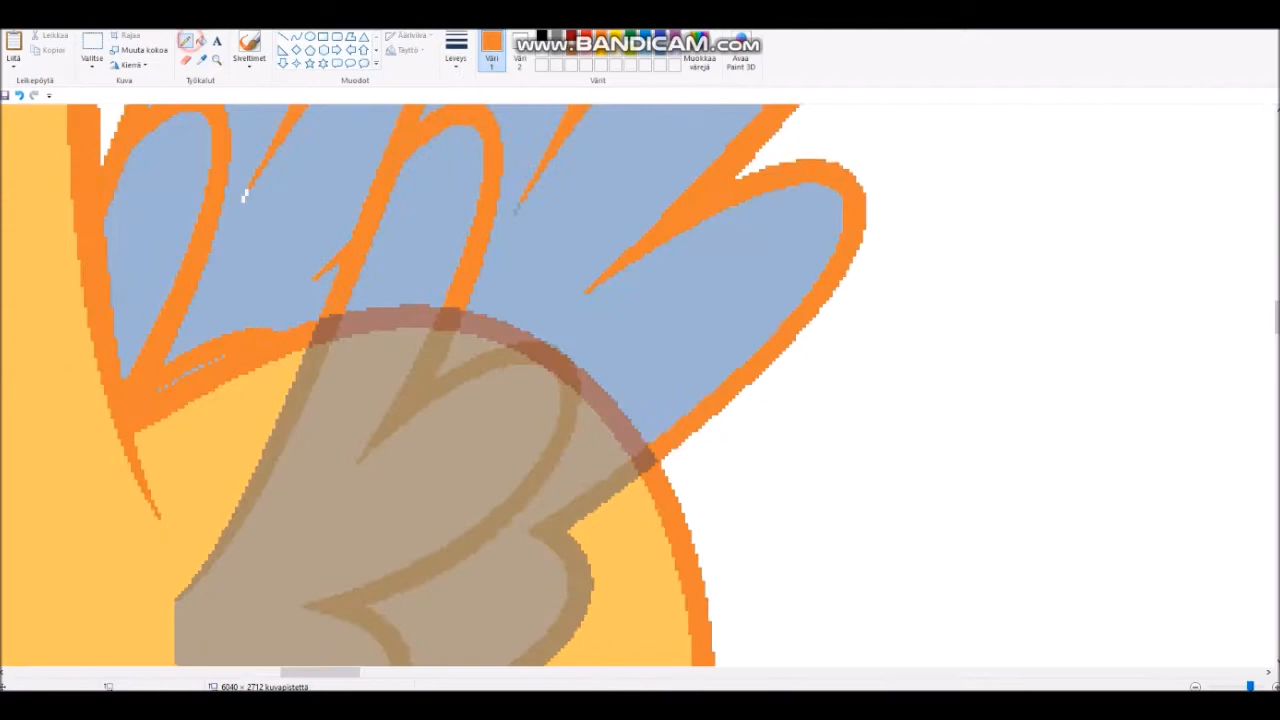 www.BANDICAM.com
Leikkaa
Kopioi
Liitä
Leikepöytä
Valitse
Rajaa
Muuta kokoa
Kierrä
Kuva
A
Työkalut
Siveltimet
Ääriviiva
Täyttö
Muodot
Leveys
Väri
1
Väri
2
Värit
Muokkaa
värejä
Avaa
Paint 3D
6040 × 2712 kuvapistettä